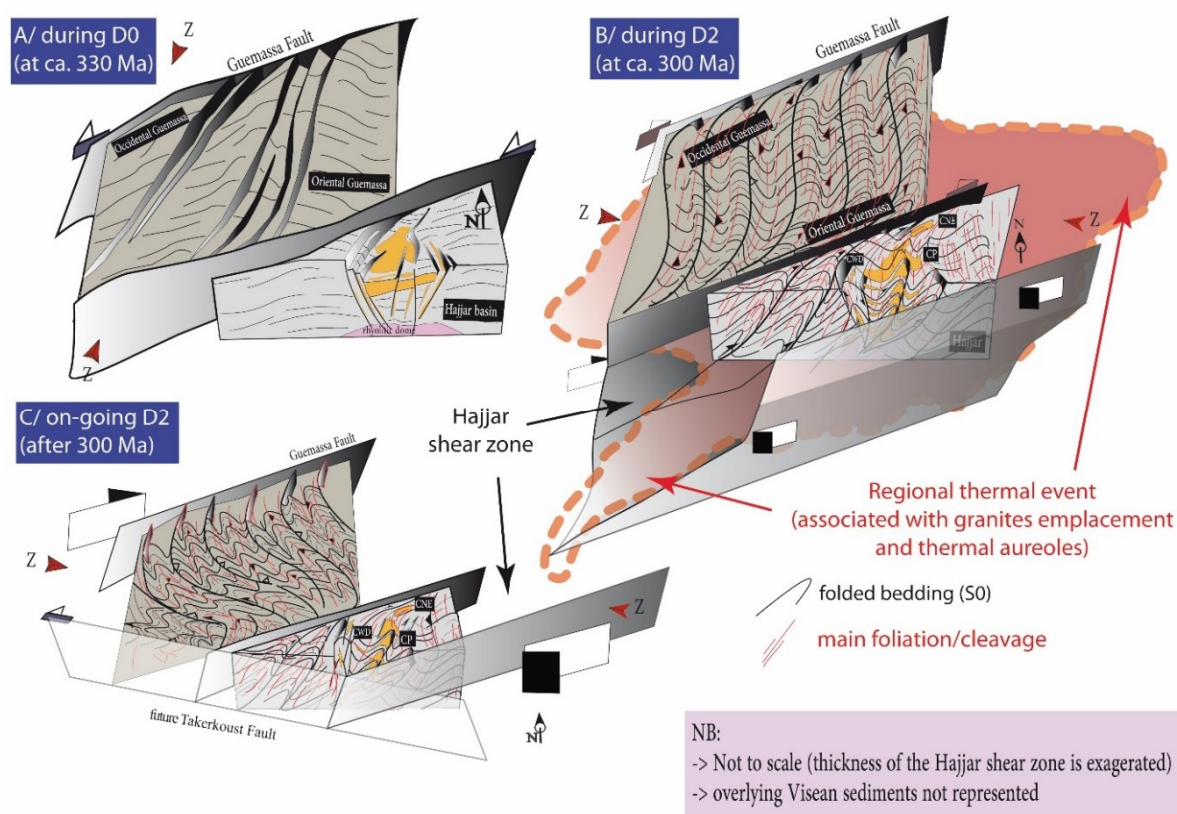 A/ during D0
(at ca. 330 Ma)
Z
Guemassa Fault
Occidental Guemassa
Oriental Guemassa
N
Hajjar basin
rhyolitic dome
Z
B/ during D2
(at ca. 300 Ma)
Guemassa Fault
Occidental Guemassa
Z
Z
Oriental Guemassa
N
CNE
CWD
CP
Hajjar
C/ on-going D2
(after 300 Ma)
Hajjar
shear zone
Guemassa Fault
Z
CNE
CWD
CP
Z
future Takerkoust Fault
N
Regional thermal event
(associated with granites emplacement
and thermal aureoles)
folded bedding (S0)
main foliation/cleavage
NB:
-> Not to scale (thickness of the Hajjar shear zone is exagerated)
-> overlying Visean sediments not represented